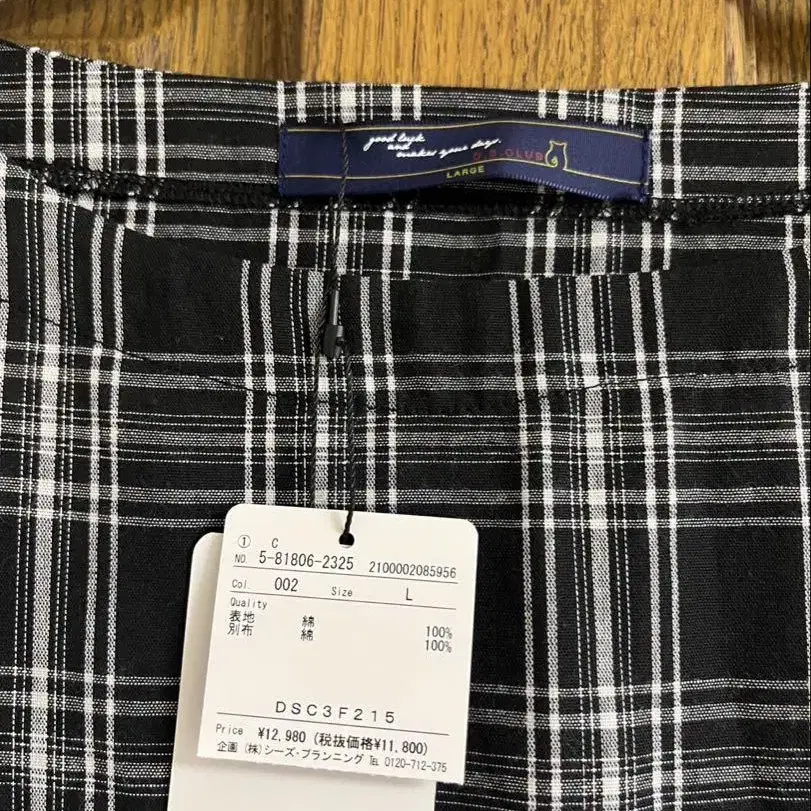 good luck
and
makes your days.
D.S.CLUB
LARGE
① C
NO. 5-81806-2325 2100002085956
Col. 002 Size L
Quality
表地 綿 100%
別布 綿 100%
DSC3F215
Price ¥12,980 (税抜価格¥11,800)
企画 (株)シーズ・プランニング ℡ 0120-712-375